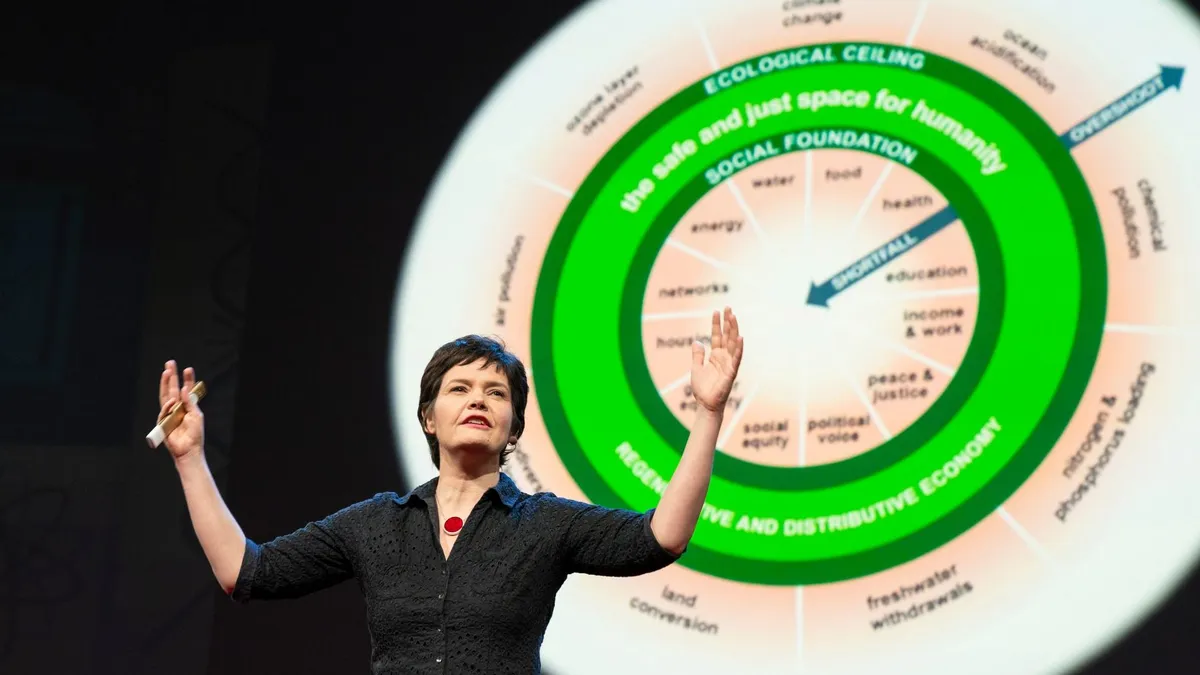 climate
change
ocean
acidification
ozone layer
depletion
ECOLOGICAL CEILING
the safe and just space for humanity
SOCIAL FOUNDATION
OVERSHOOT
water
food
health
energy
SHORTFALL
education
networks
income
& work
housing
peace &
justice
social
equity
political
voice
chemical
pollution
air pollution
nitrogen &
phosphorus loading
REGEN
TIVE AND DISTRIBUTIVE ECONOMY
land
conversion
freshwater
withdrawals